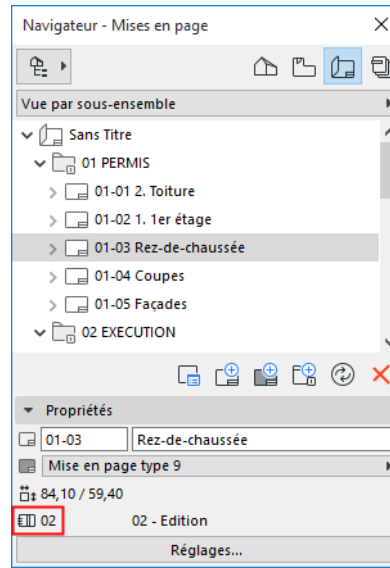 Navigateur - Mises en page
Vue par sous-ensemble
Sans Titre
01 PERMIS
01-01 2. Toiture
01-02 1. 1er étage
01-03 Rez-de-chaussée
01-04 Coupes
01-05 Façades
02 EXECUTION
Propriétés
01-03 Rez-de-chaussée
Mise en page type 9
84,10 / 59,40
02 02 - Edition
Réglages...